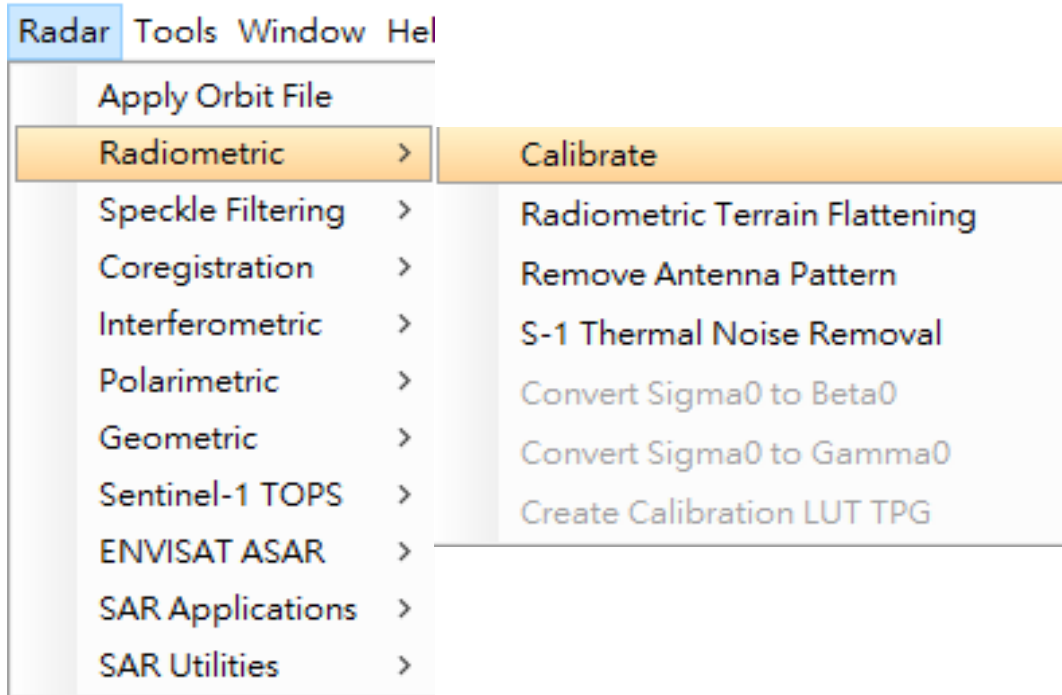 Radar Tools Window Hel
Apply Orbit File
Radiometric >
Speckle Filtering >
Coregistration >
Interferometric >
Polarimetric >
Geometric >
Sentinel-1 TOPS >
ENVISAT ASAR >
SAR Applications >
SAR Utilities >
Calibrate
Radiometric Terrain Flattening
Remove Antenna Pattern
S-1 Thermal Noise Removal
Convert Sigma0 to Beta0
Convert Sigma0 to Gamma0
Create Calibration LUT TPG